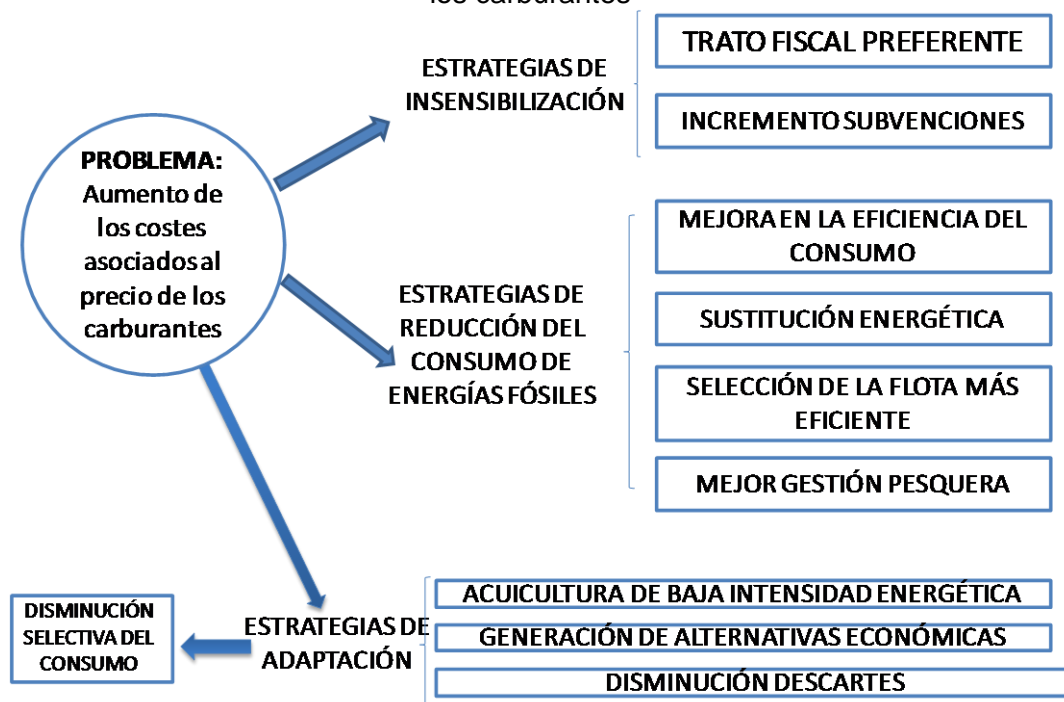 los carburantes
ESTRATEGIAS DE
INSENSIBILIZACIÓN
TRATO FISCAL PREFERENTE
INCREMENTO SUBVENCIONES
PROBLEMA:
Aumento de
los costes
asociados al
precio de los
carburantes
ESTRATEGIAS DE
REDUCCIÓN DEL
CONSUMO DE
ENERGÍAS FÓSILES
MEJORA EN LA EFICIENCIA DEL
CONSUMO
SUSTITUCIÓN ENERGÉTICA
SELECCIÓN DE LA FLOTA MÁS
EFICIENTE
MEJOR GESTIÓN PESQUERA
DISMINUCIÓN
SELECTIVA DEL
CONSUMO
ESTRATEGIAS DE
ADAPTACIÓN
ACUICULTURA DE BAJA INTENSIDAD ENERGÉTICA
GENERACIÓN DE ALTERNATIVAS ECONÓMICAS
DISMINUCIÓN DESCARTES